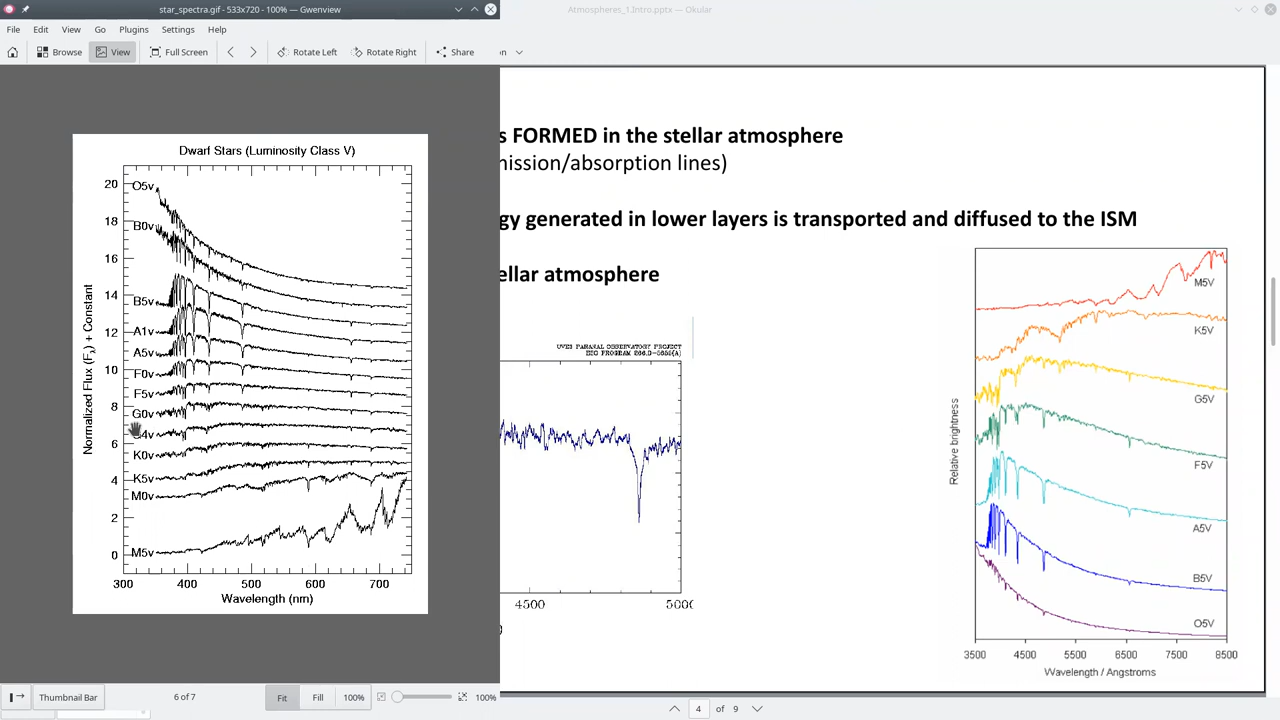 star_spectra.gif - 533x720 - 100% — Gwenview
Atmospheres_1.Intro.pptx — Okular
File Edit View Go Plugins Settings Help
Browse View Full Screen Rotate Left Rotate Right Share
Dwarf Stars (Luminosity Class V)
Normalized Flux (Fλ) + Constant
20
18
16
14
12
10
8
6
4
2
0
O5v
B0v
B5v
A1v
A5v
F0v
F5v
G0v
K0v
K5v
M0v
M5v
300 400 500 600 700
Wavelength (nm)
Thumbnail Bar 6 of 7 Fit Fill 100% 100%
s FORMED in the stellar atmosphere
nission/absorption lines)
gy generated in lower layers is transported and diffused to the ISM
ellar atmosphere
UVES PARANAL OBSERVATORY PROJECT
4500
Relative brightness
M5V
K5V
G5V
F5V
A5V
B5V
O5V
3500 4500 5500 6500 7500 8500
Wavelength / Angstroms
4 of 9